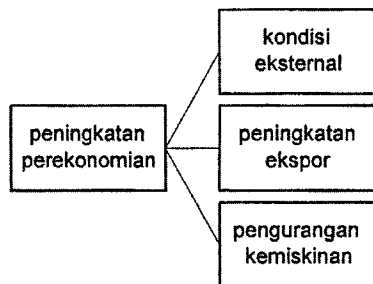 kondisi
eksternal
peningkatan
perekonomian
peningkatan
ekspor
pengurangan
kemiskinan